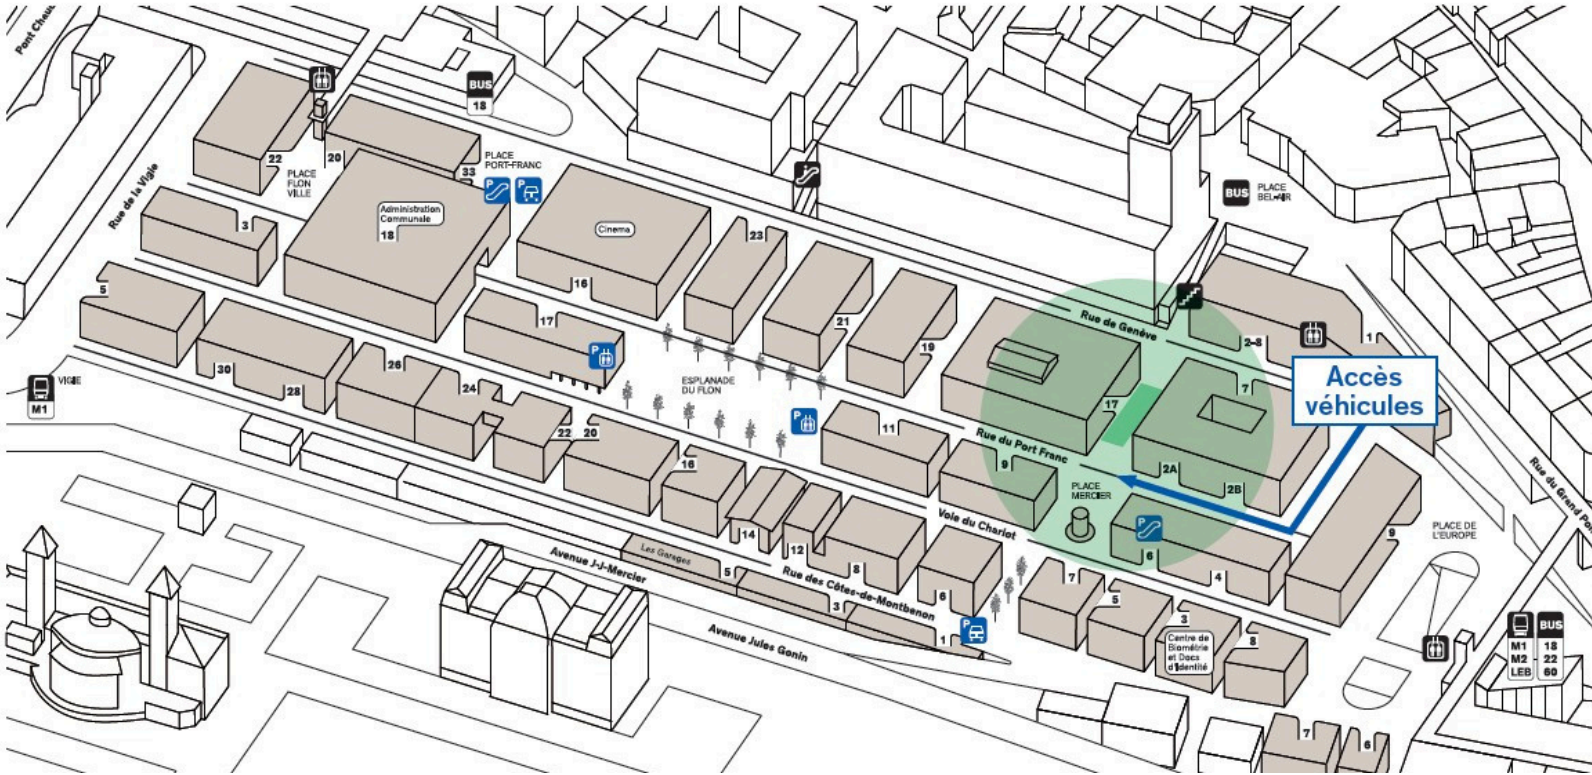 Pont Chau
BUS
18
22
20
PLACE
FLON
VILLE
33
PLACE
PORT-FRANC
P
P
Rue de la Vigie
3
Administration
Communale
18
Cinema
16
23
BUS
PLACE
BEL-AIR
5
17
P
21
19
Rue de Genève
2-8
1
7
Accès
véhicules
30
28
26
24
22
20
ESPLANADE
DU FLON
P
11
17
Rue du Port Franc
9
2A
2B
VIGIE
M1
16
14
12
8
6
Voie du Chariot
PLACE
MERCIER
P
6
4
9
PLACE DE
L'EUROPE
Rue du Grand Pon
Les Garages
5
3
1
P
Avenue J-J-Mercier
Rue des Côtes-de-Montbenon
Avenue Jules Gonin
7
5
3
Centre de
Biométrie
et Docs
d'Identité
8
M1
M2
LEB
BUS
18
22
60
7
6